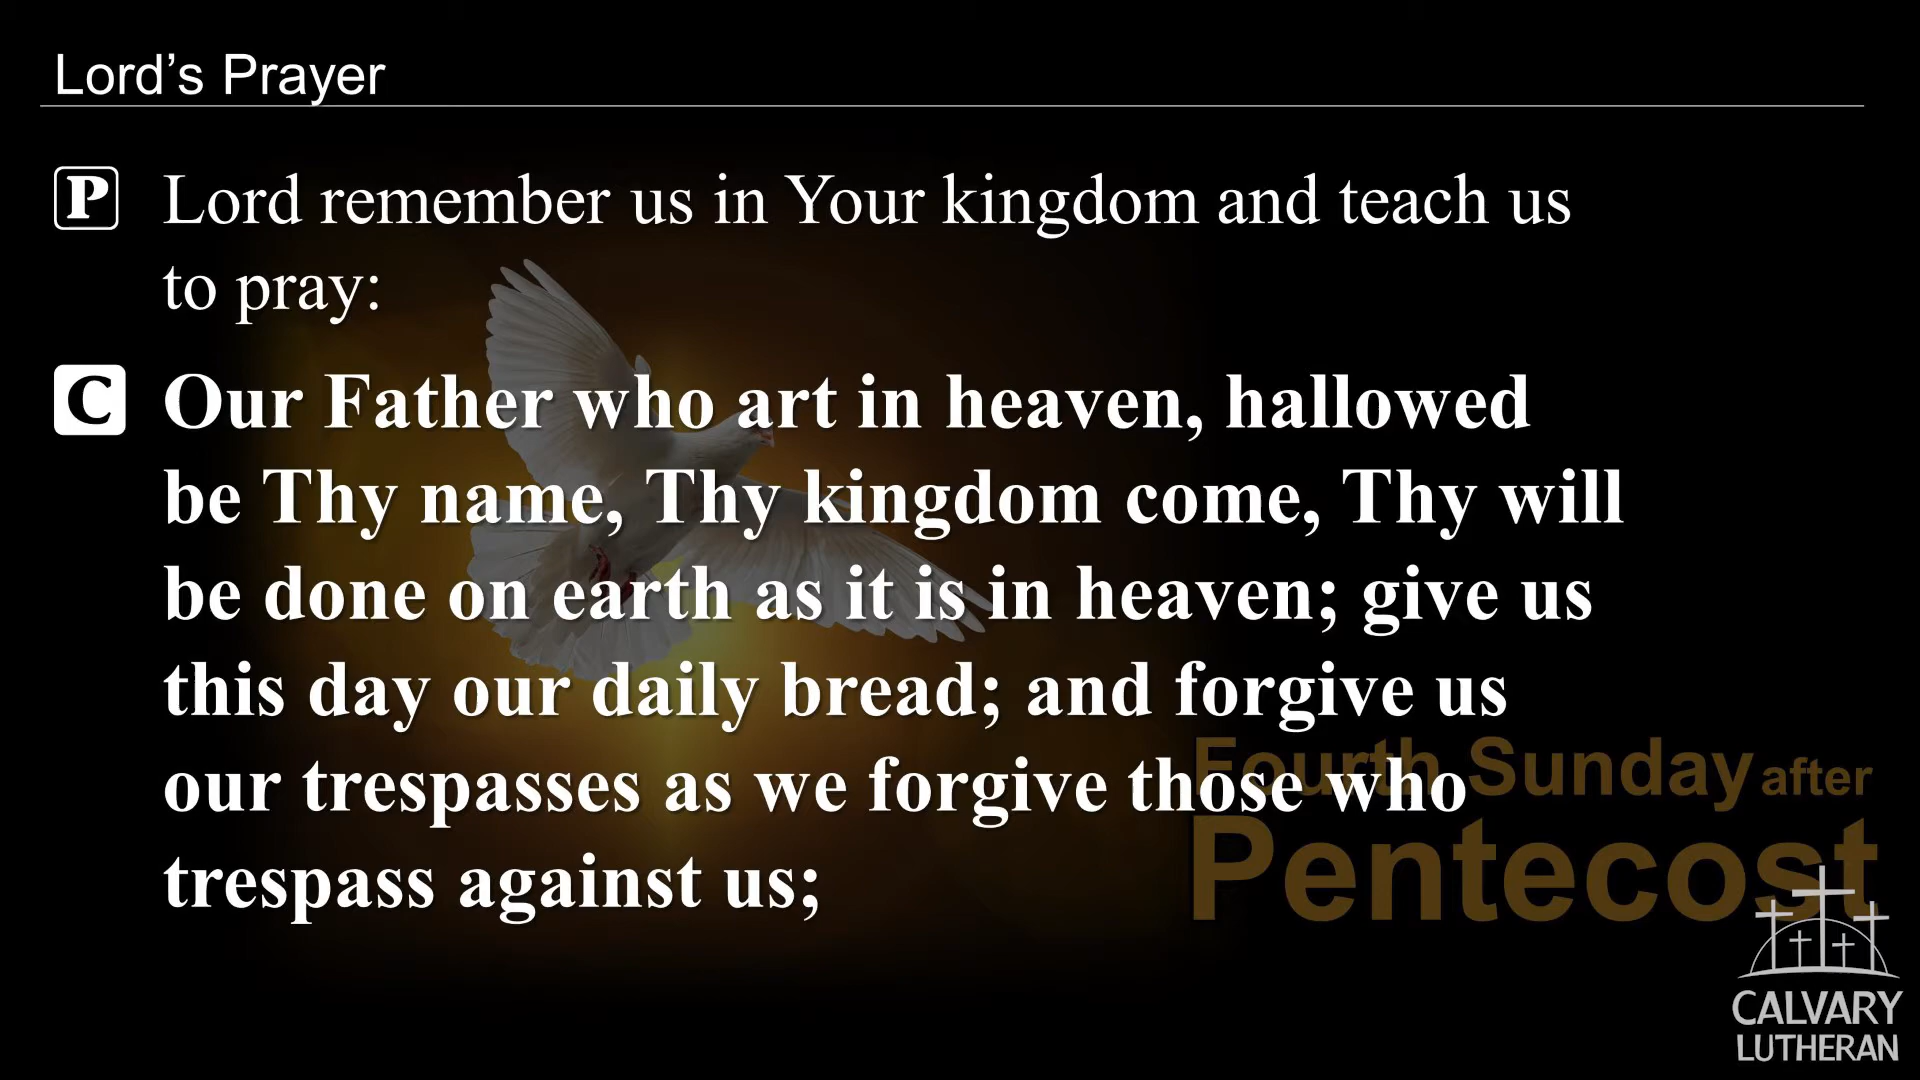 Lord’s Prayer
P Lord remember us in Your kingdom and teach us
to pray:
C Our Father who art in heaven, hallowed
be Thy name, Thy kingdom come, Thy will
be done on earth as it is in heaven; give us
this day our daily bread; and forgive us
our trespasses as we forgive those who
trespass against us;
Fourth Sunday after
Pentecost
CALVARY
LUTHERAN